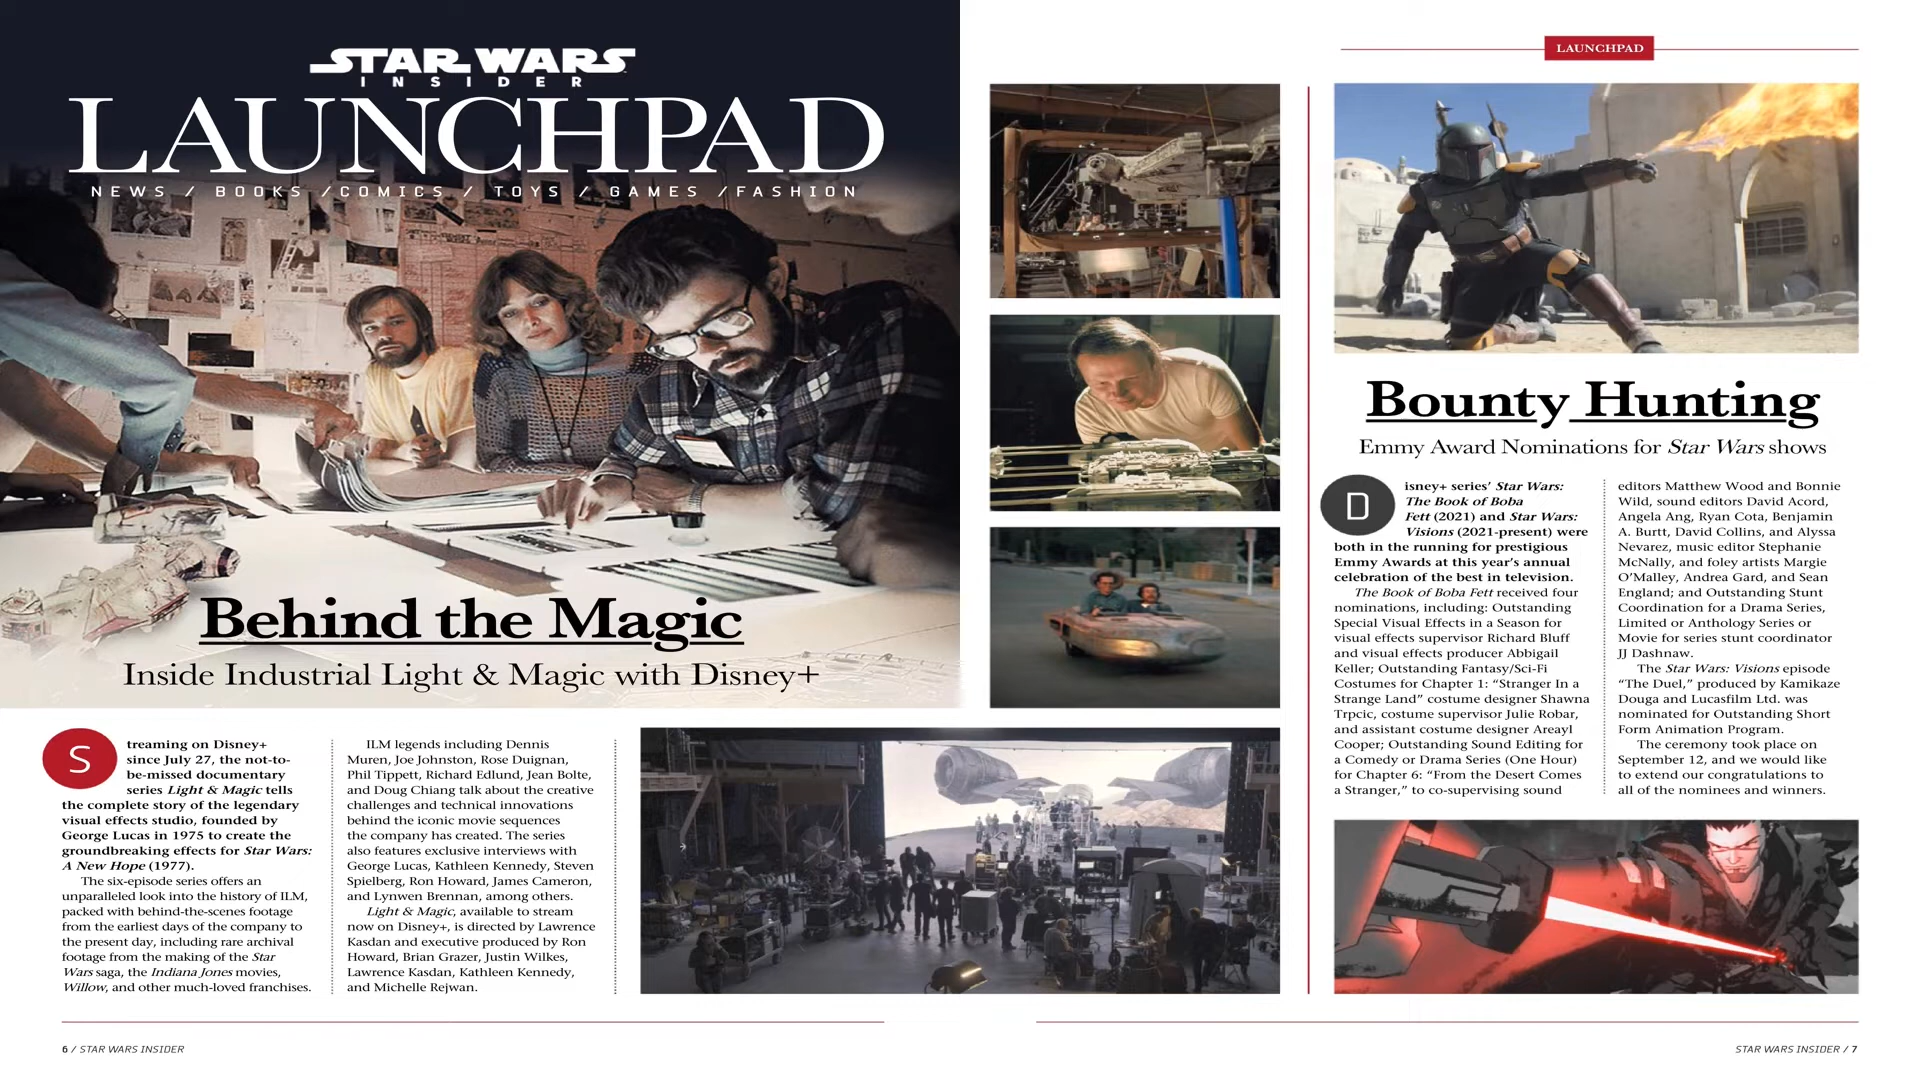 STAR WARS
INSIDER
LAUNCHPAD
NEWS / BOOKS /COMICS / TOYS / GAMES /FASHION
Behind the Magic
Inside Industrial Light & Magic with Disney+
Streaming on Disney+
since July 27, the not-to-
be-missed documentary
series Light & Magic tells
the complete story of the legendary
visual effects studio, founded by
George Lucas in 1975 to create the
groundbreaking effects for Star Wars:
A New Hope (1977).
The six-episode series offers an
unparalleled look into the history of ILM,
packed with behind-the-scenes footage
from the earliest days of the company to
the present day, including rare archival
footage from the making of the Star
Wars saga, the Indiana Jones movies,
Willow, and other much-loved franchises.
ILM legends including Dennis
Muren, Joe Johnston, Rose Duignan,
Phil Tippett, Richard Edlund, Jean Bolte,
and Doug Chiang talk about the creative
challenges and technical innovations
behind the iconic movie sequences
the company has created. The series
also features exclusive interviews with
George Lucas, Kathleen Kennedy, Steven
Spielberg, Ron Howard, James Cameron,
and Lynwen Brennan, among others.
Light & Magic, available to stream
now on Disney+, is directed by Lawrence
Kasdan and executive produced by Ron
Howard, Brian Grazer, Justin Wilkes,
Lawrence Kasdan, Kathleen Kennedy,
and Michelle Rejwan.
6 / STAR WARS INSIDER
LAUNCHPAD
Bounty Hunting
Emmy Award Nominations for Star Wars shows
Disney+ series' Star Wars:
The Book of Boba
Fett (2021) and Star Wars:
Visions (2021-present) were
both in the running for prestigious
Emmy Awards at this year's annual
celebration of the best in television.
The Book of Boba Fett received four
nominations, including: Outstanding
Special Visual Effects in a Season for
visual effects supervisor Richard Bluff
and visual effects producer Abbigail
Keller; Outstanding Fantasy/Sci-Fi
Costumes for Chapter 1: “Stranger In a
Strange Land” costume designer Shawna
Trpcic, costume supervisor Julie Robar,
and assistant costume designer Areayl
Cooper; Outstanding Sound Editing for
a Comedy or Drama Series (One Hour)
for Chapter 6: “From the Desert Comes
a Stranger,” to co-supervising sound
editors Matthew Wood and Bonnie
Wild, sound editors David Acord,
Angela Ang, Ryan Cota, Benjamin
A. Burtt, David Collins, and Alyssa
Nevarez, music editor Stephanie
McNally, and foley artists Margie
O'Malley, Andrea Gard, and Sean
England; and Outstanding Stunt
Coordination for a Drama Series,
Limited or Anthology Series or
Movie for series stunt coordinator
JJ Dashnaw.
The Star Wars: Visions episode
“The Duel,” produced by Kamikaze
Douga and Lucasfilm Ltd. was
nominated for Outstanding Short
Form Animation Program.
The ceremony took place on
September 12, and we would like
to extend our congratulations to
all of the nominees and winners.
STAR WARS INSIDER / 7